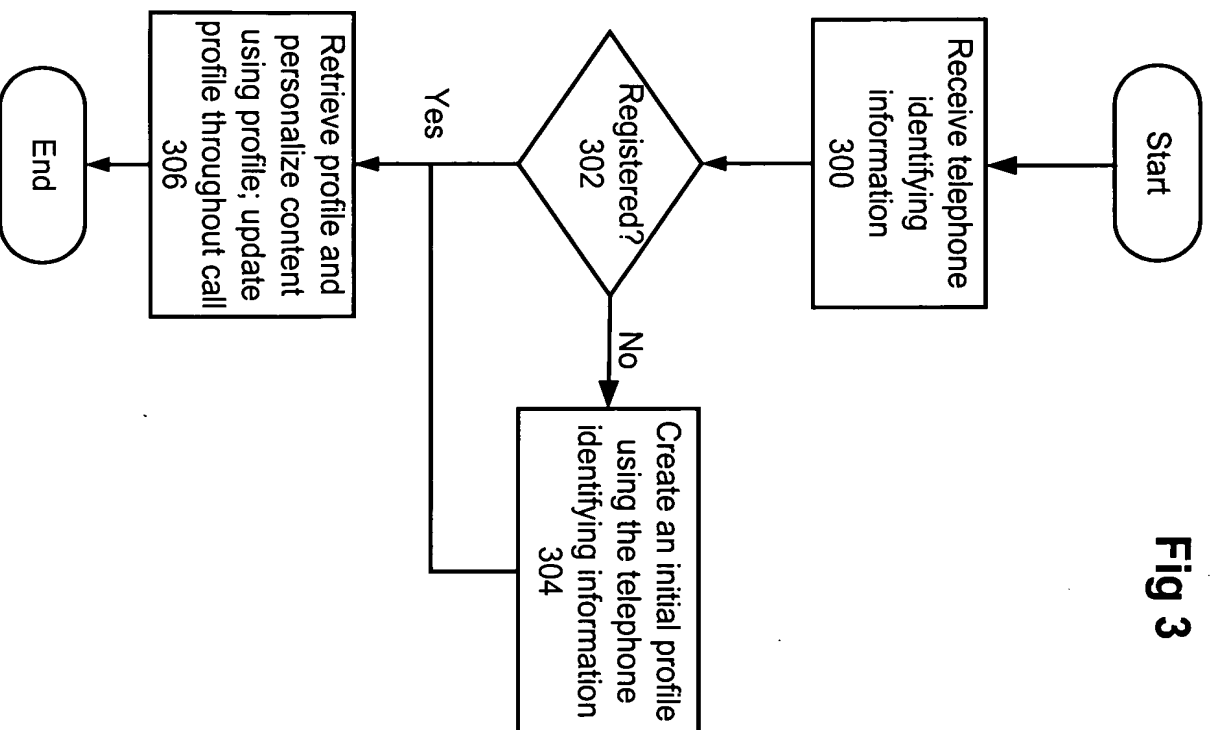 Fig 3
Start
Receive telephone
identifying
information
300
Registered?
302
No
Yes
Create an initial profile
using the telephone
identifying information
304
Retrieve profile and
personalize content
using profile; update
profile throughout call
306
End